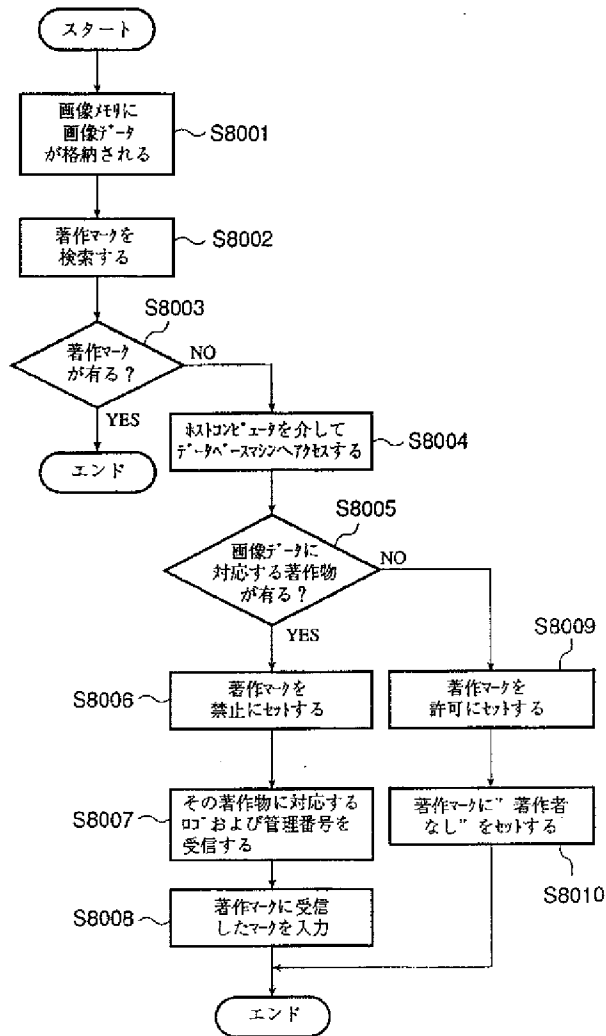 スタート
画像メモリに
画像データ
が格納される
S8001
著作マークを
検索する
S8002
S8003
著作マーク
が有る？
NO
YES
エンド
ホストコンピュータを介して
データベースマシンへアクセスする
S8004
S8005
画像データに
対応する著作物
が有る？
NO
YES
S8006
著作マークを
禁止にセットする
S8009
著作マークを
許可にセットする
S8007
その著作物に対応する
ロゴおよび管理番号を
受信する
著作マークに"著作者
なし"をセットする
S8010
S8008
著作マークに受信
したマークを入力
エンド